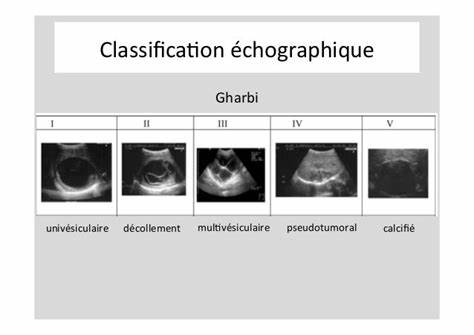 Classification échographique
Gharbi
I II III IV V
univésiculaire décollement multivésiculaire pseudotumoral calcifié